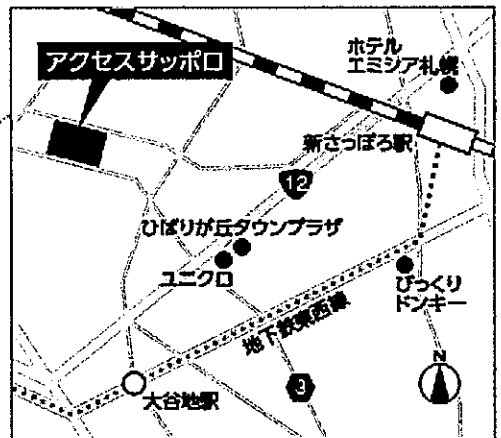 ホテル
エミシア札幌
アクセスサッポロ
新さっぽろ駅
12
ひばりが丘タウンプラザ
ユニクロ
びっくり
ドンキー
地下鉄東西線
大谷地駅
3
N